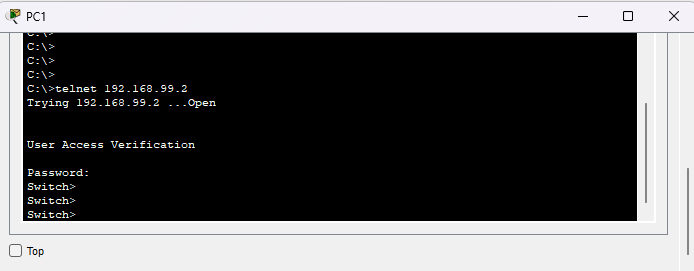 PC1
C:\>
C:\>
C:\>
C:\>
C:\>telnet 192.168.99.2
Trying 192.168.99.2 ...Open
User Access Verification
Password:
Switch>
Switch>
Switch>
Top